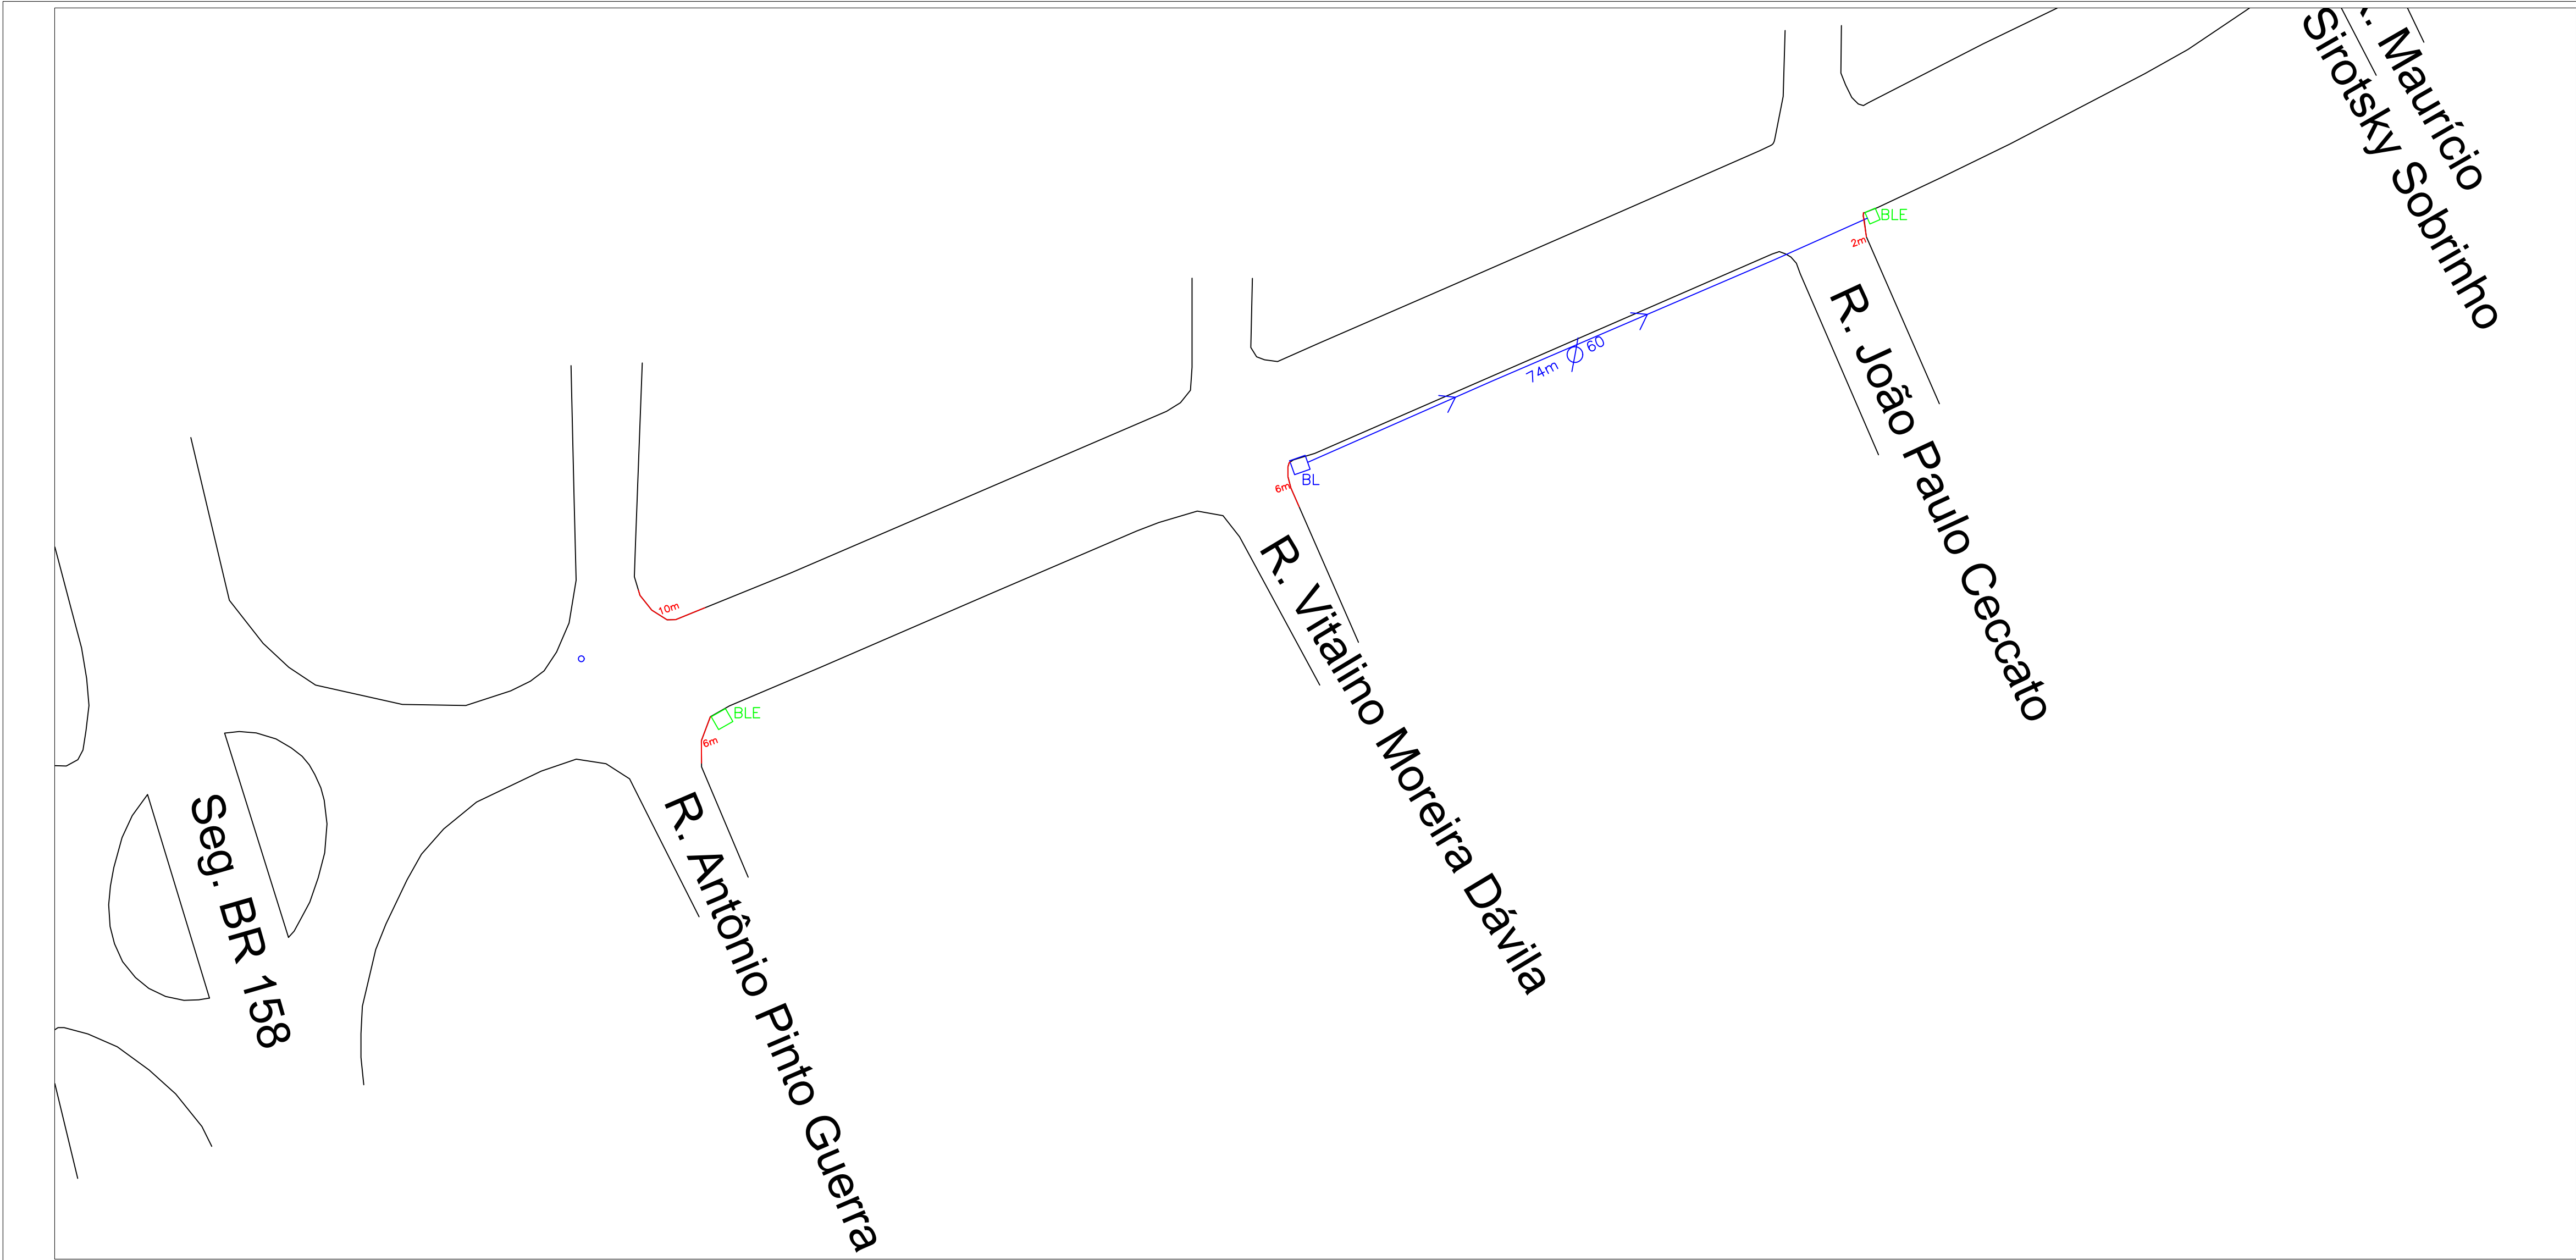 R. Maurício
Sirotsky Sobrinho
BLE
2m
R. João Paulo Ceccato
74m Ø 60
BL
6m
R. Vitalino Moreira Dávila
10m
BLE
6m
R. Antônio Pinto Guerra
Seg. BR 158